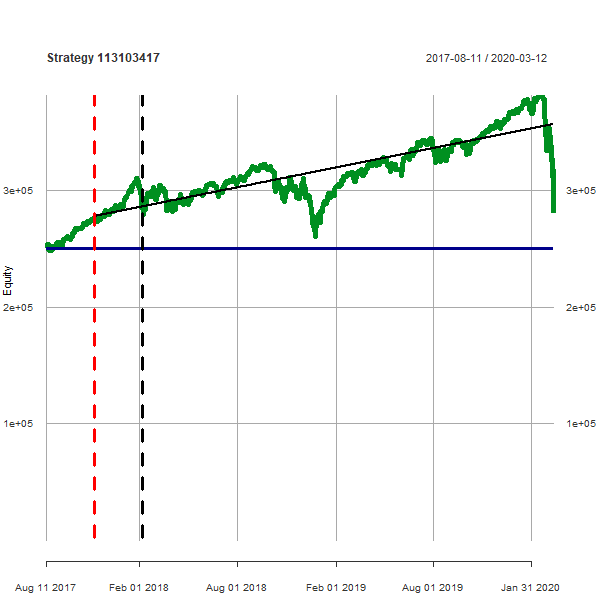 Strategy 113103417
2017-08-11 / 2020-03-12
3e+05
3e+05
Equity
2e+05
2e+05
1e+05
1e+05
Aug 11 2017
Feb 01 2018
Aug 01 2018
Feb 01 2019
Aug 01 2019
Jan 31 2020